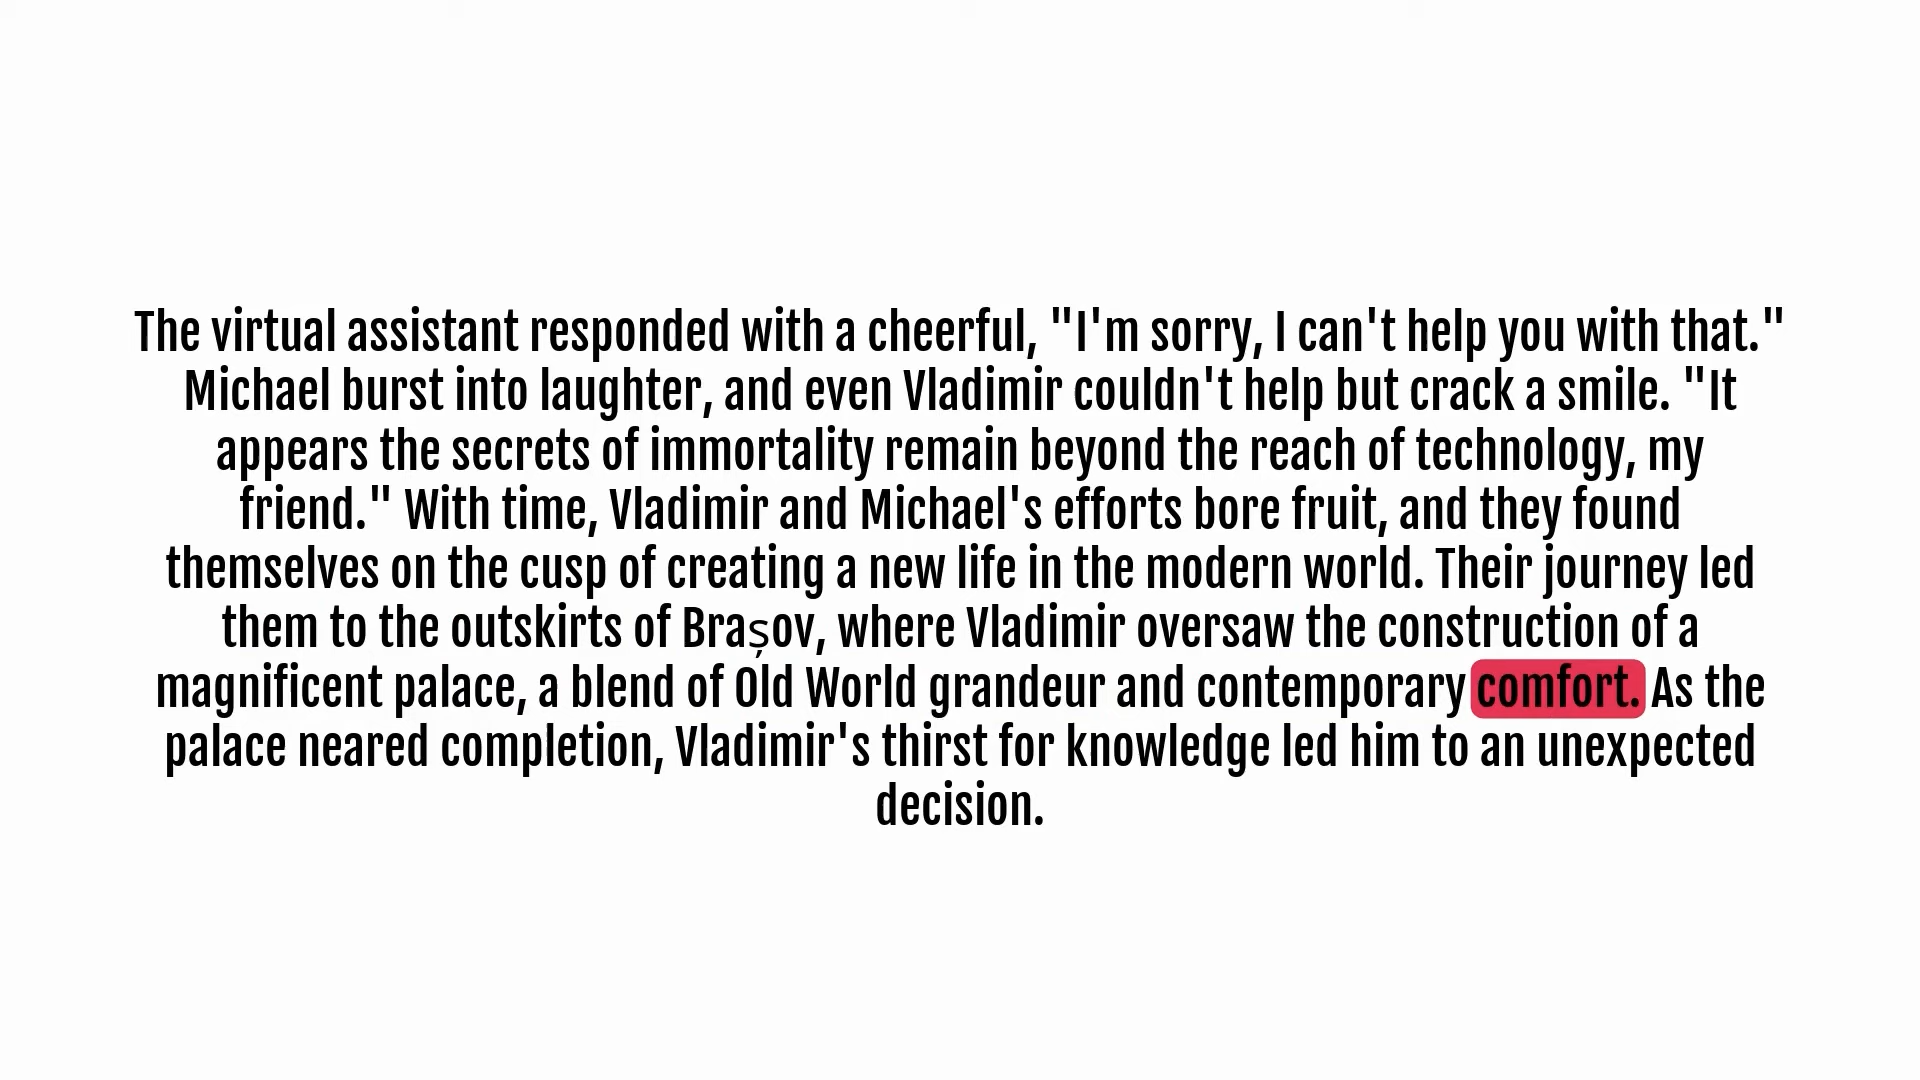 The virtual assistant responded with a cheerful, "I'm sorry, I can't help you with that."
Michael burst into laughter, and even Vladimir couldn't help but crack a smile. "It
appears the secrets of immortality remain beyond the reach of technology, my
friend." With time, Vladimir and Michael's efforts bore fruit, and they found
themselves on the cusp of creating a new life in the modern world. Their journey led
them to the outskirts of Brașov, where Vladimir oversaw the construction of a
magnificent palace, a blend of Old World grandeur and contemporary comfort. As the
palace neared completion, Vladimir's thirst for knowledge led him to an unexpected
decision.